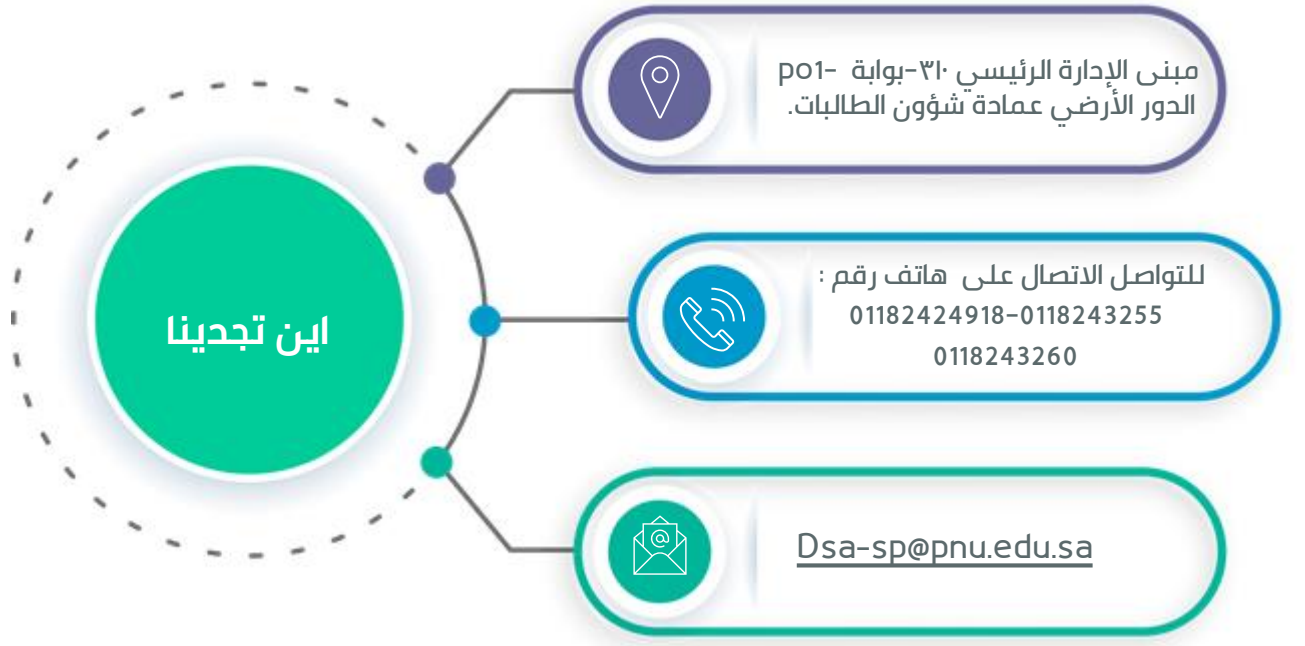 اين تجدينا
مبنى الإدارة الرئيسي ٣١٠-بوابة -po1
الدور الأرضي عمادة شؤون الطالبات.
للتواصل الاتصال على هاتف رقم :
01182424918-0118243255
0118243260
Dsa-sp@pnu.edu.sa